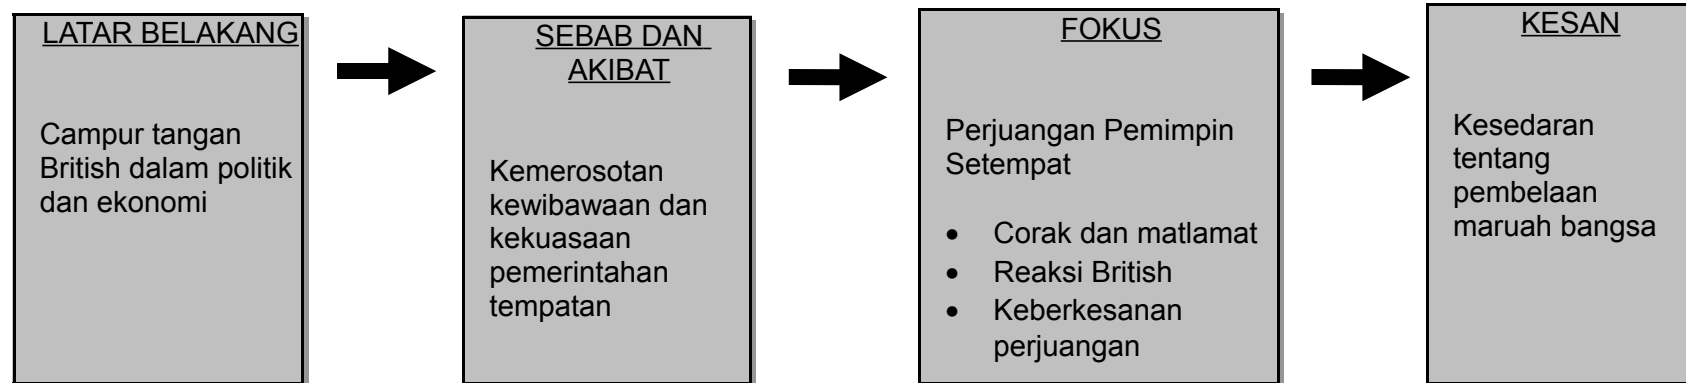 LATAR BELAKANG
Campur tangan
British dalam politik
dan ekonomi
SEBAB DAN
AKIBAT
Kemerosotan
kewibawaan dan
kekuasaan
pemerintahan
tempatan
FOKUS
Perjuangan Pemimpin
Setempat
• Corak dan matlamat
• Reaksi British
• Keberkesanan
perjuangan
KESAN
Kesedaran
tentang
pembelaan
maruah bangsa